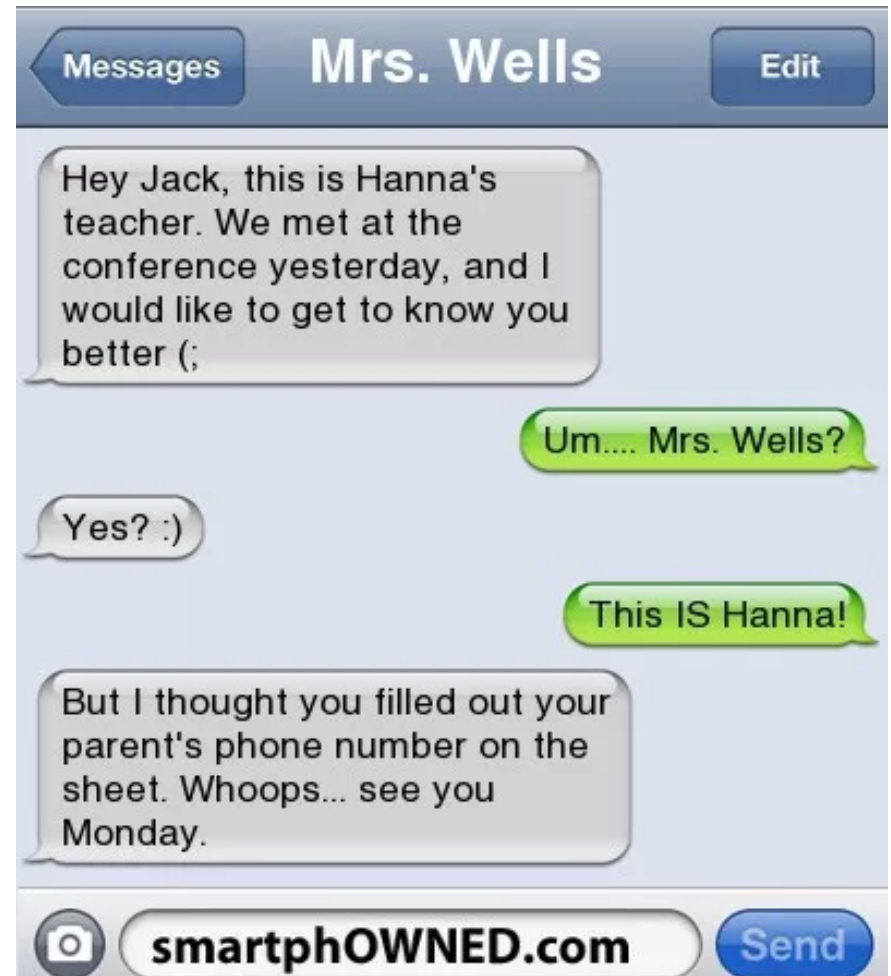 Messages
Mrs. Wells
Edit
Hey Jack, this is Hanna's
teacher. We met at the
conference yesterday, and I
would like to get to know you
better (;
Um.... Mrs. Wells?
Yes? :)
This IS Hanna!
But I thought you filled out your
parent's phone number on the
sheet. Whoops... see you
Monday.
smartphOWNED.com
Send